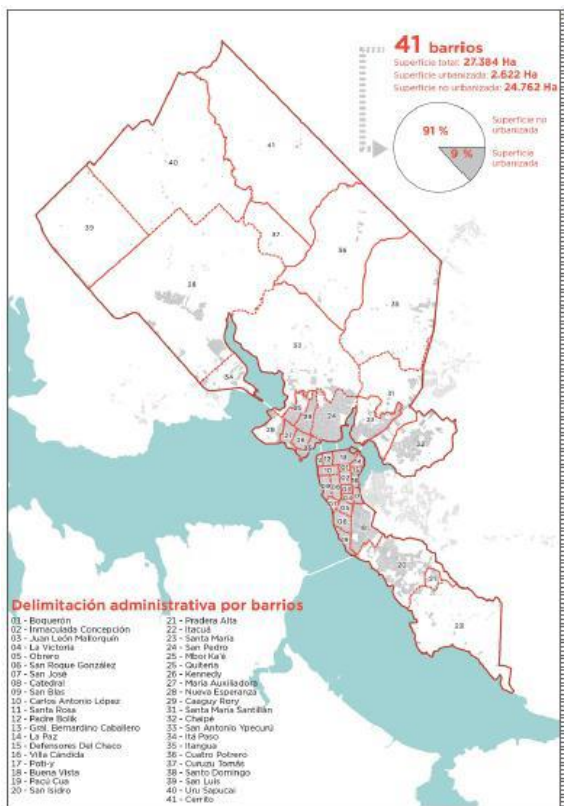 41 barrios
Superficie total: 27.384 Ha
Superficie urbanizada: 2.622 Ha
Superficie no urbanizada: 24.762 Ha
91 %
Superficie no
urbanizada
9 %
Superficie
urbanizada
41
40
39
37
36
38
35
33
34
31
32
24
20
23
Delimitación administrativa por barrios
01 - Boquerón
02 - Inmaculada Concepción
03 - Juan León Mallorquín
04 - La Victoria
05 - Obrero
06 - San Roque González
07 - San José
08 - Catedral
09 - San Blas
10 - Carlos Antonio López
11 - Santa Rosa
12 - Padre Bolik
13 - Gral. Bernardino Caballero
14 - La Paz
15 - Defensores Del Chaco
16 - Villa Cándida
17 - Poti-y
18 - Buena Vista
19 - Pacú Cua
20 - San Isidro
21 - Pradera Alta
22 - Itacuá
23 - Santa María
24 - San Pedro
25 - Mboi Ka'ẽ
25 - Quiteria
26 - Kennedy
27 - María Auxiliadora
28 - Nueva Esperanza
29 - Caaguy Rory
31 - Santa María Santillán
32 - Chaipé
33 - San Antonio Ypecurú
34 - Itá Paso
35 - Itangua
36 - Cuatro Potrero
37 - Curuzu Tomás
38 - Santo Domingo
39 - San Luis
40 - Uru Sapucai
41 - Cerrito